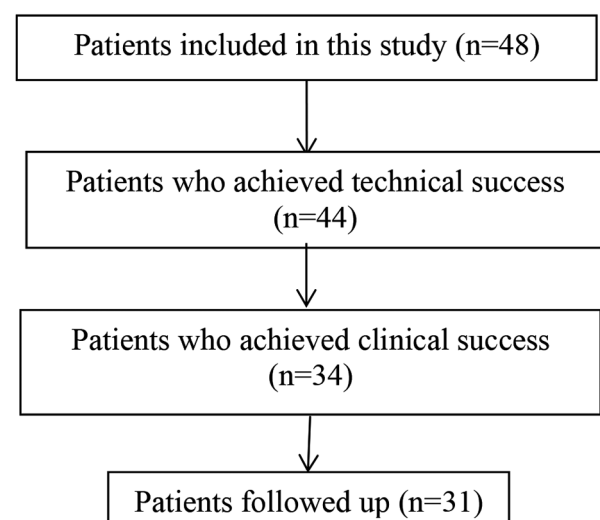 Patients included in this study (n=48)
Patients who achieved technical success
(n=44)
Patients who achieved clinical success
(n=34)
Patients followed up (n=31)